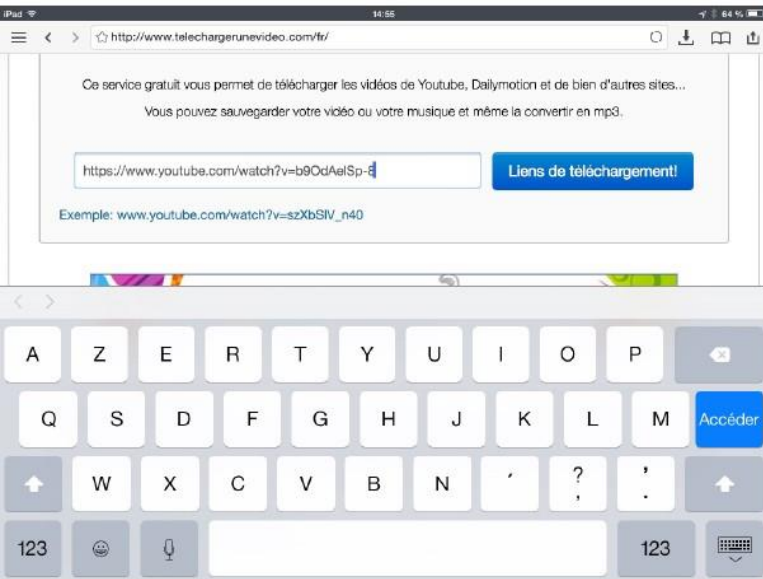 iPad 14:56 64 %
http://www.telechargerunevideo.com/fr/
Ce service gratuit vous permet de télécharger les vidéos de Youtube, Dailymotion et de bien d'autres sites...
Vous pouvez sauvegarder votre vidéo ou votre musique et même la convertir en mp3.
https://www.youtube.com/watch?v=b9OdAelSp-8 Liens de téléchargement!
Exemple: www.youtube.com/watch?v=szXbSlV_n40
A Z E R T Y U I O P
Q S D F G H J K L M Accéder
W X C V B N ´ ? , ' .
123 123